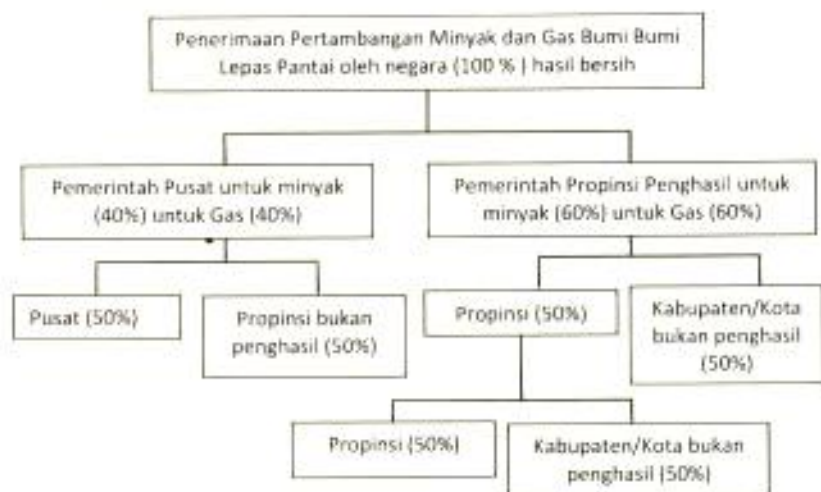 Penerimaan Pertambangan Minyak dan Gas Bumi Bumi
Lepas Pantai oleh negara (100 % ) hasil bersih
Pemerintah Pusat untuk minyak
(40%) untuk Gas (40%)
Pemerintah Propinsi Penghasil untuk
minyak (60%) untuk Gas (60%)
Pusat (50%)
Propinsi bukan
penghasil (50%)
Propinsi (50%)
Kabupaten/Kota
bukan penghasil
(50%)
Propinsi (50%)
Kabupaten/Kota bukan
penghasil (50%)